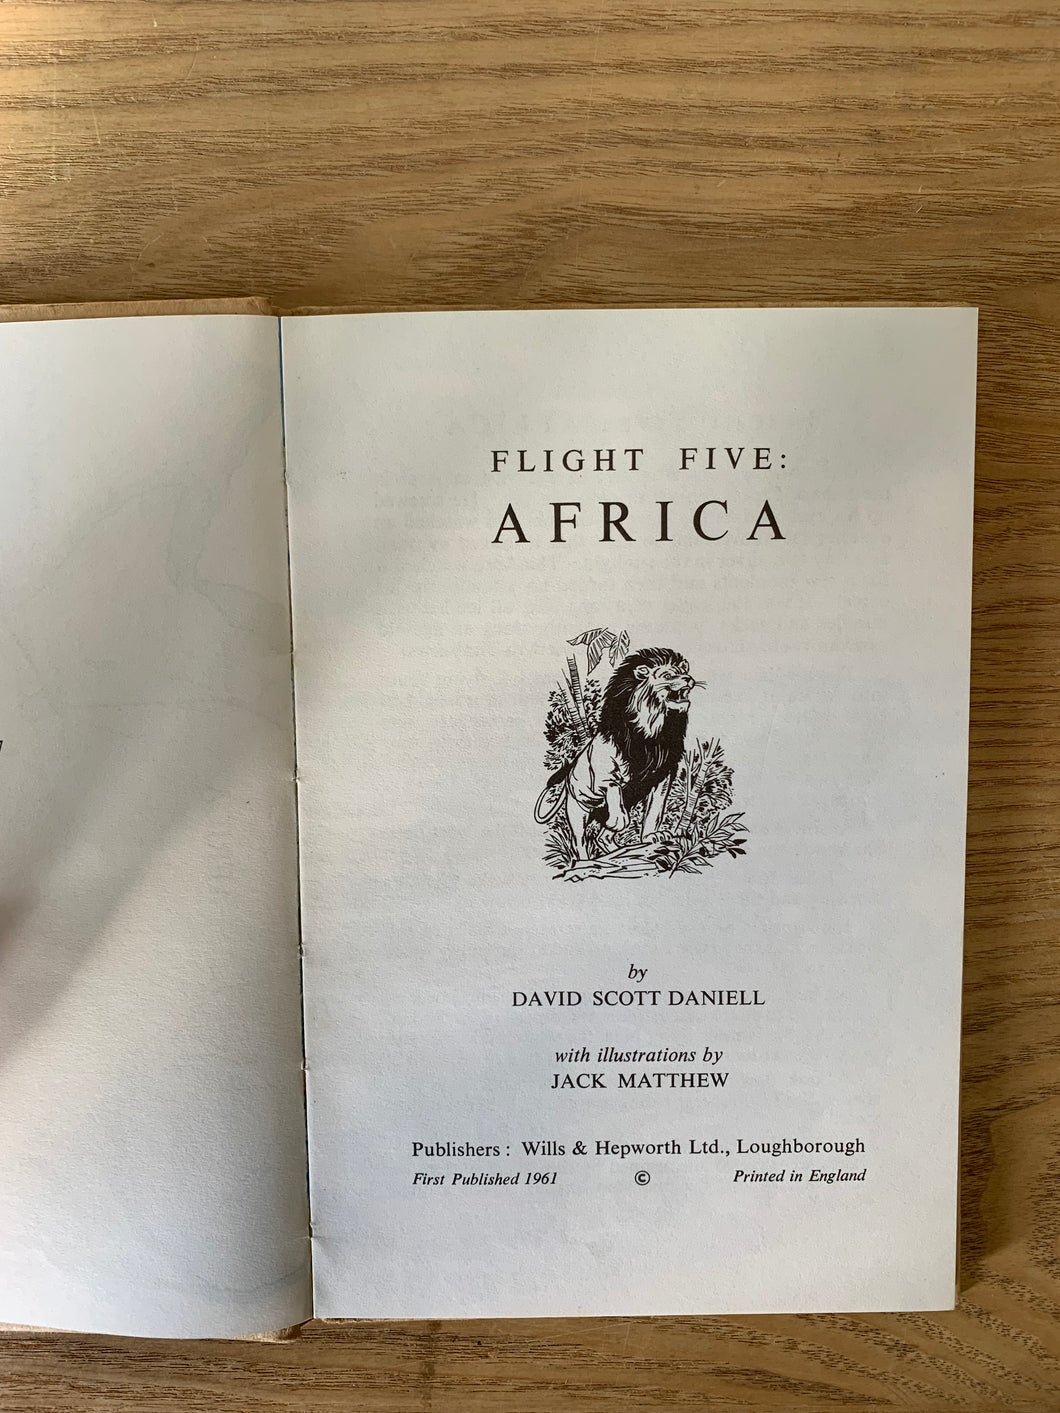 FLIGHT FIVE:
AFRICA
by
DAVID SCOTT DANIELL
with illustrations by
JACK MATTHEW
Publishers : Wills & Hepworth Ltd., Loughborough
First Published 1961 © Printed in England